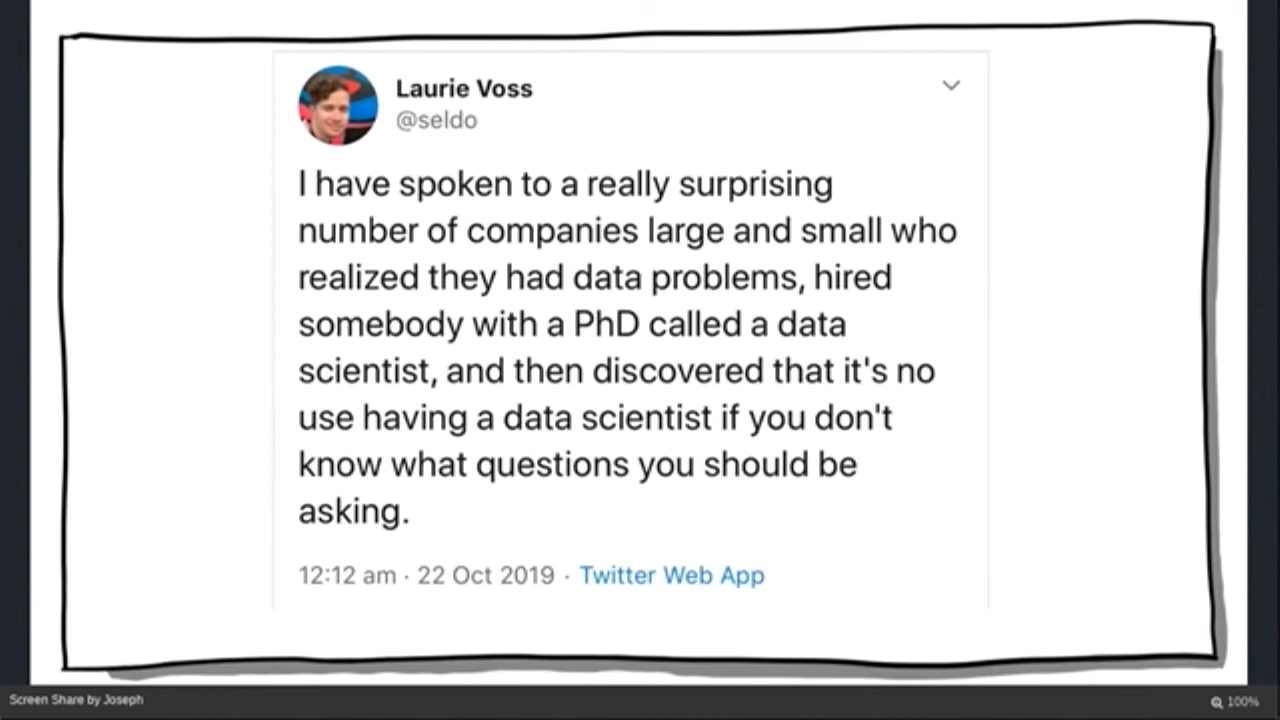 Laurie Voss
@seldo
I have spoken to a really surprising
number of companies large and small who
realized they had data problems, hired
somebody with a PhD called a data
scientist, and then discovered that it's no
use having a data scientist if you don't
know what questions you should be
asking.
12:12 am · 22 Oct 2019 · Twitter Web App
Screen Share by Joseph
100%